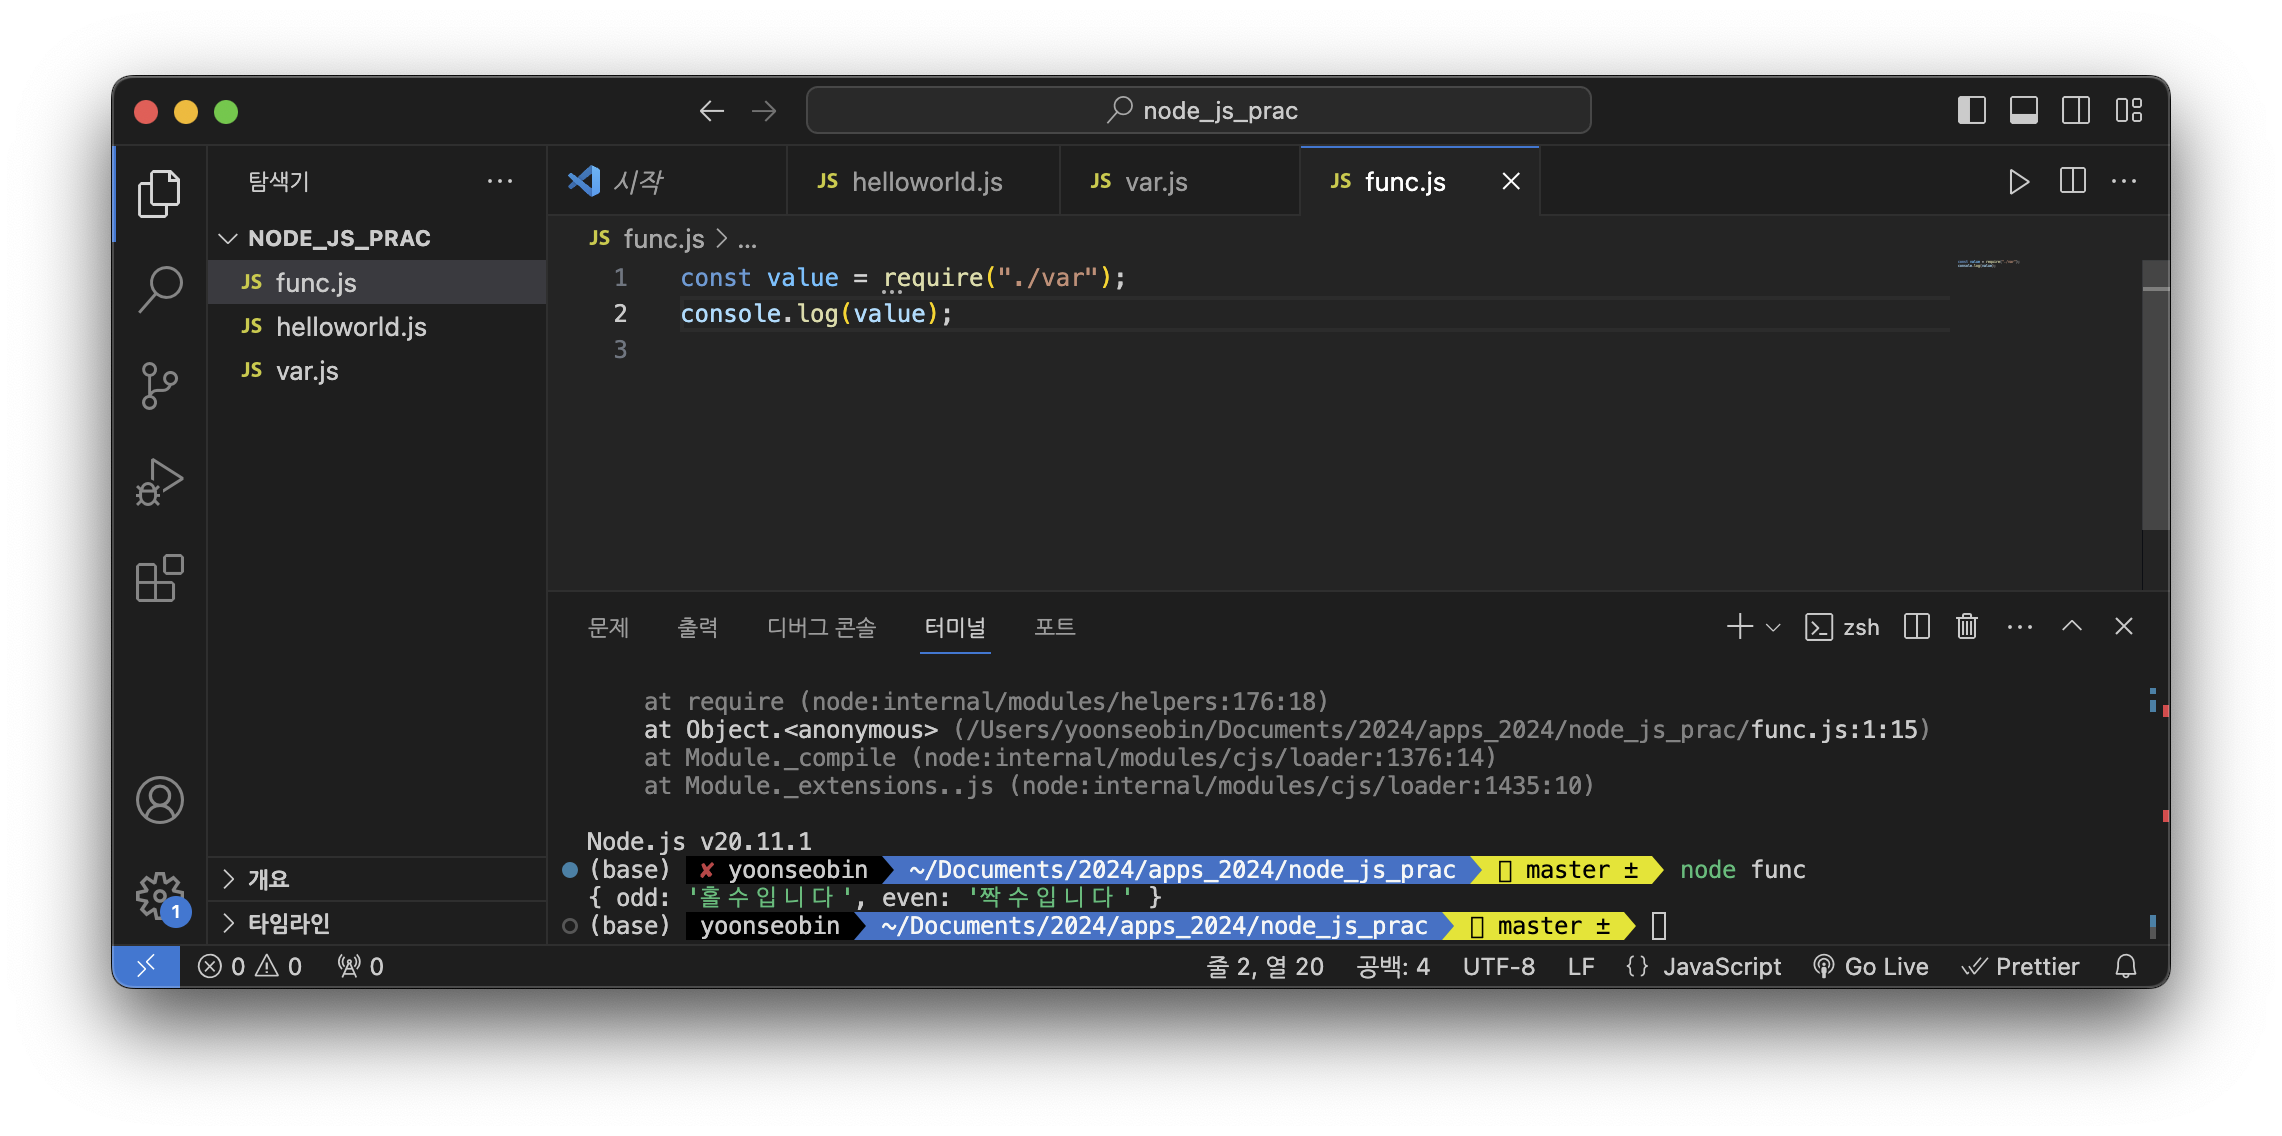 node_js_prac
탐색기
시작
JS helloworld.js
JS var.js
JS func.js
NODE_JS_PRAC
JS func.js
JS helloworld.js
JS var.js
개요
타임라인
JS func.js > ...
1 const value = require("./var");
2 console.log(value);
3
문제 출력 디버그 콘솔 터미널 포트
zsh
at require (node:internal/modules/helpers:176:18)
at Object.<anonymous> (/Users/yoonseobin/Documents/2024/apps_2024/node_js_prac/func.js:1:15)
at Module._compile (node:internal/modules/cjs/loader:1376:14)
at Module._extensions..js (node:internal/modules/cjs/loader:1435:10)
Node.js v20.11.1
(base) ✘ yoonseobin ~/Documents/2024/apps_2024/node_js_prac master ± node func
{ odd: '홀수입니다', even: '짝수입니다' }
(base) yoonseobin ~/Documents/2024/apps_2024/node_js_prac master ±
1
0 0 0 줄 2, 열 20 공백: 4 UTF-8 LF {} JavaScript Go Live Prettier